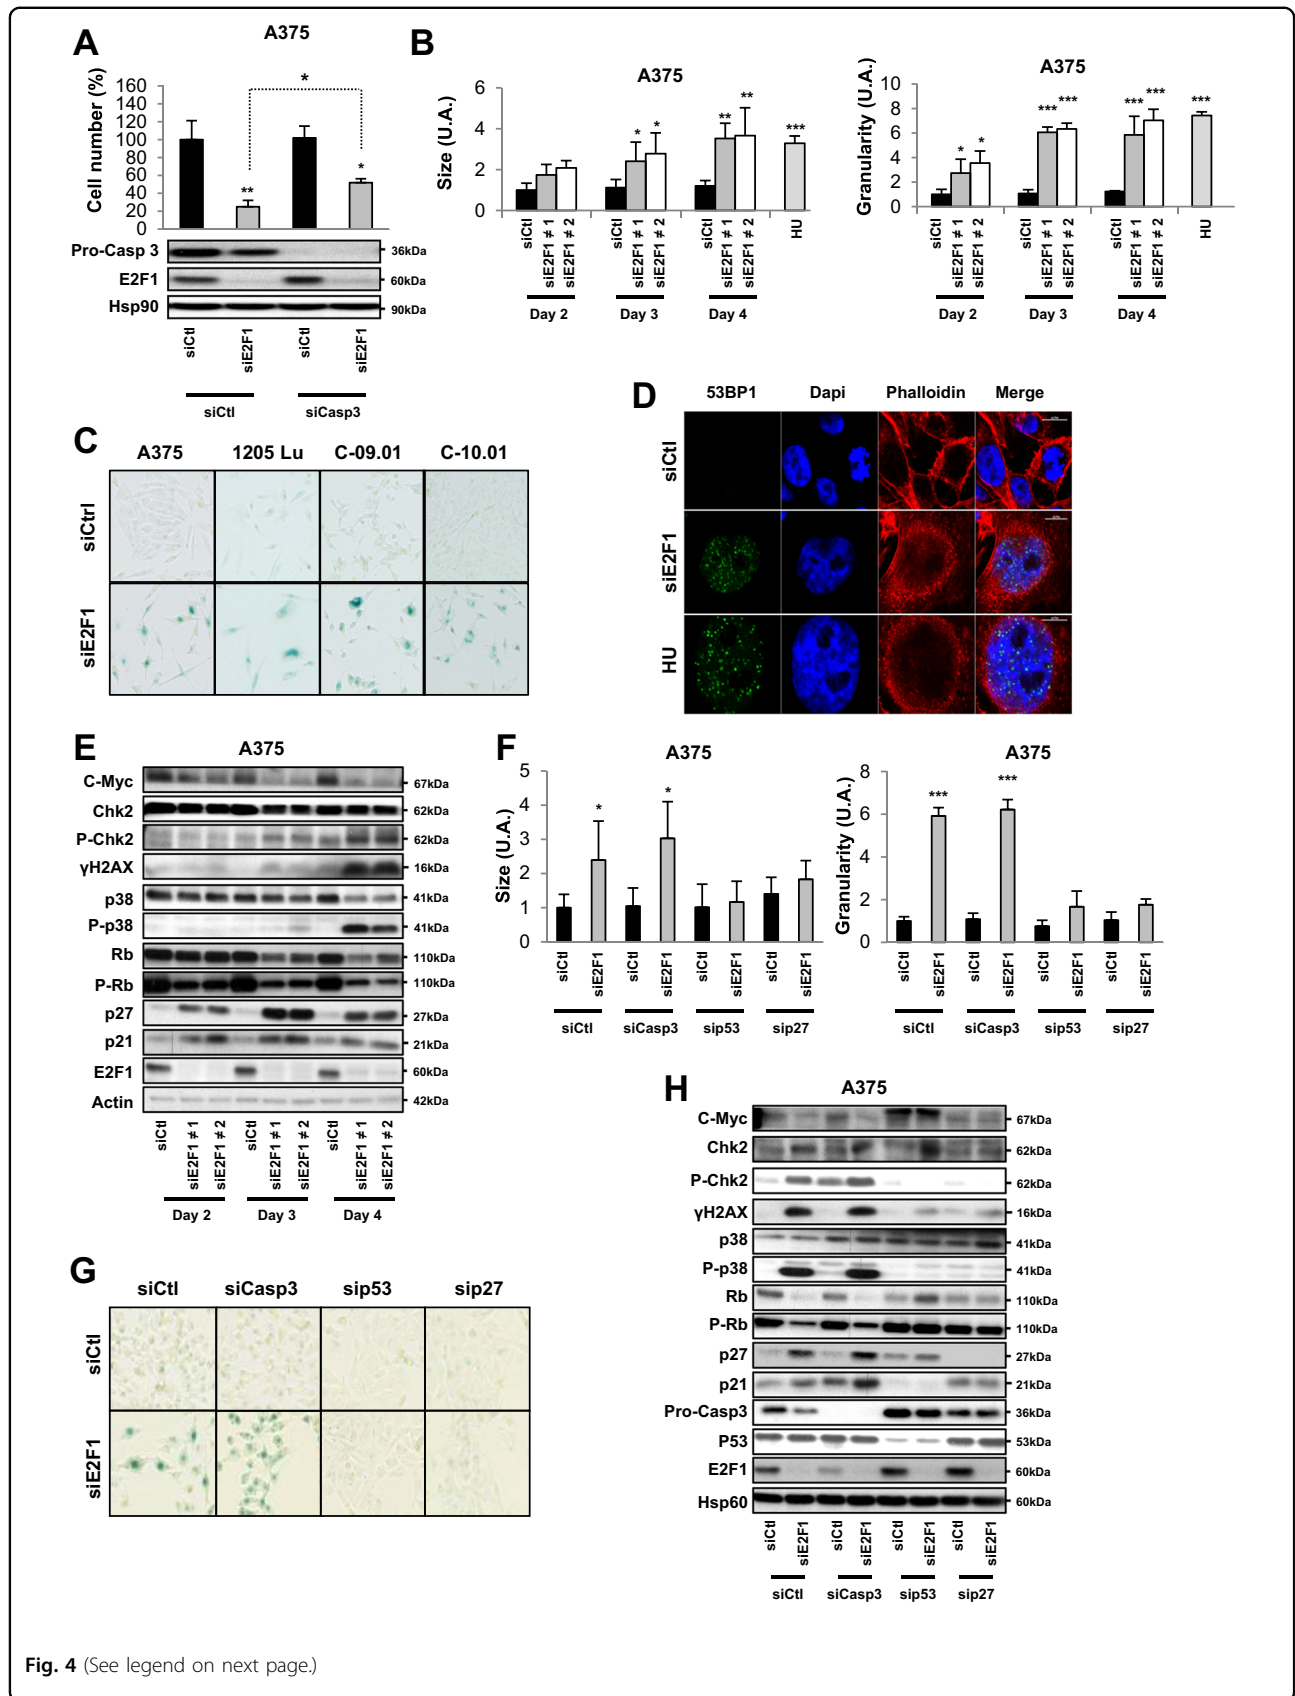 A
A375
Cell number (%)
160
140
120
100
80
60
40
20
0
**
*
*
Pro-Casp 3
36kDa
E2F1
60kDa
Hsp90
90kDa
siCtl
siE2F1
siCtl
siE2F1
siCtl
siCasp3
B
A375
Size (U.A.)
6
4
2
0
*
*
**
**
***
siCtl
siE2F1 ≠ 1
siE2F1 ≠ 2
siCtl
siE2F1 ≠ 1
siE2F1 ≠ 2
siCtl
siE2F1 ≠ 1
siE2F1 ≠ 2
HU
Day 2
Day 3
Day 4
A375
Granularity (U.A.)
10
8
6
4
2
0
*
*
***
***
***
***
***
siCtl
siE2F1 ≠ 1
siE2F1 ≠ 2
siCtl
siE2F1 ≠ 1
siE2F1 ≠ 2
siCtl
siE2F1 ≠ 1
siE2F1 ≠ 2
HU
Day 2
Day 3
Day 4
C
A375
1205 Lu
C-09.01
C-10.01
siCtrl
siE2F1
D
53BP1
Dapi
Phalloidin
Merge
siCtl
siE2F1
HU
E
A375
C-Myc
67kDa
Chk2
62kDa
P-Chk2
62kDa
γH2AX
16kDa
p38
41kDa
P-p38
41kDa
Rb
110kDa
P-Rb
110kDa
p27
27kDa
p21
21kDa
E2F1
60kDa
Actin
42kDa
siCtl
siE2F1 ≠ 1
siE2F1 ≠ 2
siCtl
siE2F1 ≠ 1
siE2F1 ≠ 2
siCtl
siE2F1 ≠ 1
siE2F1 ≠ 2
Day 2
Day 3
Day 4
F
A375
Size (U.A.)
5
4
3
2
1
0
*
*
siCtl
siE2F1
siCtl
siE2F1
siCtl
siE2F1
siCtl
siE2F1
siCtl
siCasp3
sip53
sip27
A375
Granularity (U.A.)
8
6
4
2
0
***
***
siCtl
siE2F1
siCtl
siE2F1
siCtl
siE2F1
siCtl
siE2F1
siCtl
siCasp3
sip53
sip27
G
siCtl
siCasp3
sip53
sip27
siCtl
siE2F1
H
A375
C-Myc
67kDa
Chk2
62kDa
P-Chk2
62kDa
γH2AX
16kDa
p38
41kDa
P-p38
41kDa
Rb
110kDa
P-Rb
110kDa
p27
27kDa
p21
21kDa
Pro-Casp3
36kDa
P53
53kDa
E2F1
60kDa
Hsp60
60kDa
siCtl
siE2F1
siCtl
siE2F1
siCtl
siE2F1
siCtl
siE2F1
siCtl
siCasp3
sip53
sip27
Fig. 4 (See legend on next page.)